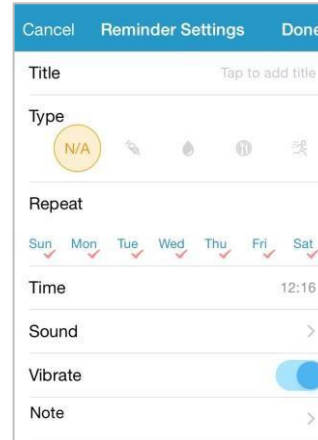 Cancel Reminder Settings Done
Title Tap to add title
Type
N/A
Repeat
Sun Mon Tue Wed Thu Fri Sat
Time 12:16
Sound
Vibrate
Note